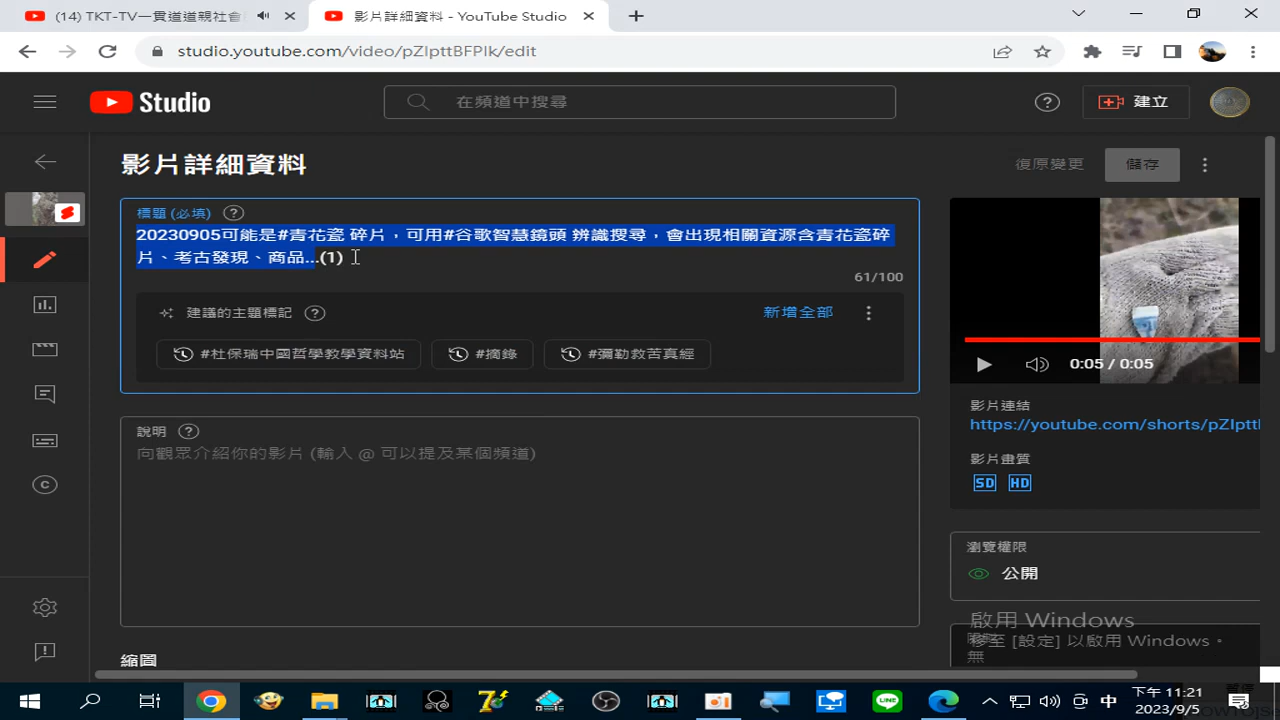 (14) TKT-TV一貫道道親社會
影片詳細資料 - YouTube Studio
studio.youtube.com/video/pZIpttBFPIk/edit
Studio
在頻道中搜尋
建立
影片詳細資料
復原變更
儲存
標題 (必填)
20230905可能是#青花瓷 碎片，可用#谷歌智慧鏡頭 辨識搜尋，會出現相關資源含青花瓷碎
片、考古發現、商品...(1)
61/100
建議的主題標記
新增全部
#杜保瑞中國哲學教學資料站
#摘錄
#彌勒救苦真經
0:05 / 0:05
影片連結
https://youtube.com/shorts/pZIptt
影片畫質
SD HD
說明
向觀眾介紹你的影片 (輸入 @ 可以提及某個頻道)
瀏覽權限
公開
啟用 Windows
移至 [設定] 以啟用 Windows。
無
縮圖
中
下午 11:21
2023/9/5